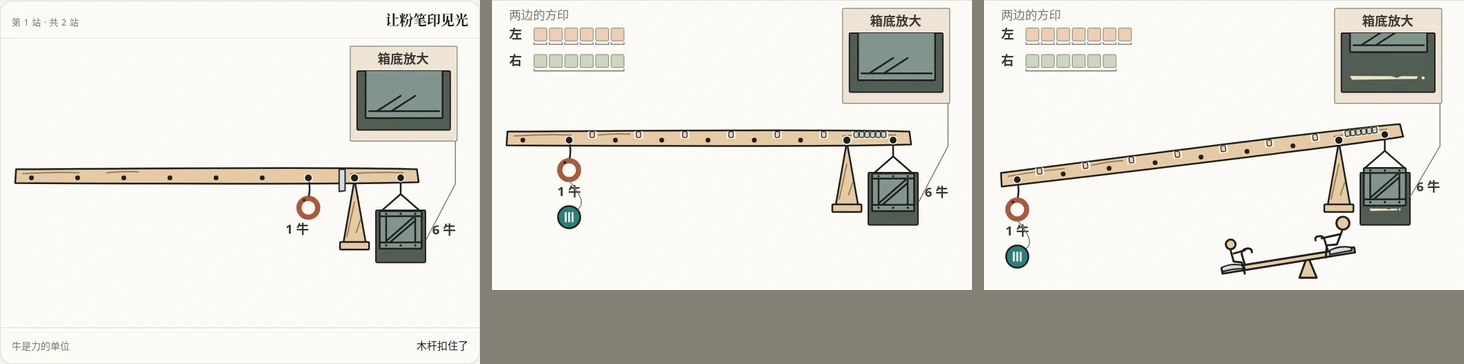 第 1 站 · 共 2 站
让粉笔印见光
箱底放大
1 牛
6 牛
牛是力的单位
木杆扣住了
两边的方印
左
右
箱底放大
1 牛
6 牛
两边的方印
左
右
箱底放大
1 牛
6 牛